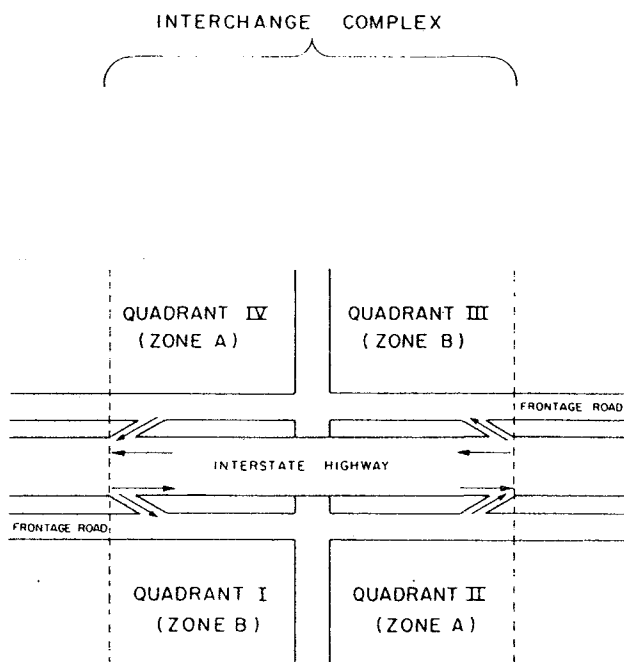 INTERCHANGE COMPLEX
QUADRANT IV
(ZONE A)
QUADRANT III
(ZONE B)
FRONTAGE ROAD
INTERSTATE HIGHWAY
FRONTAGE ROAD
QUADRANT I
(ZONE B)
QUADRANT II
(ZONE A)